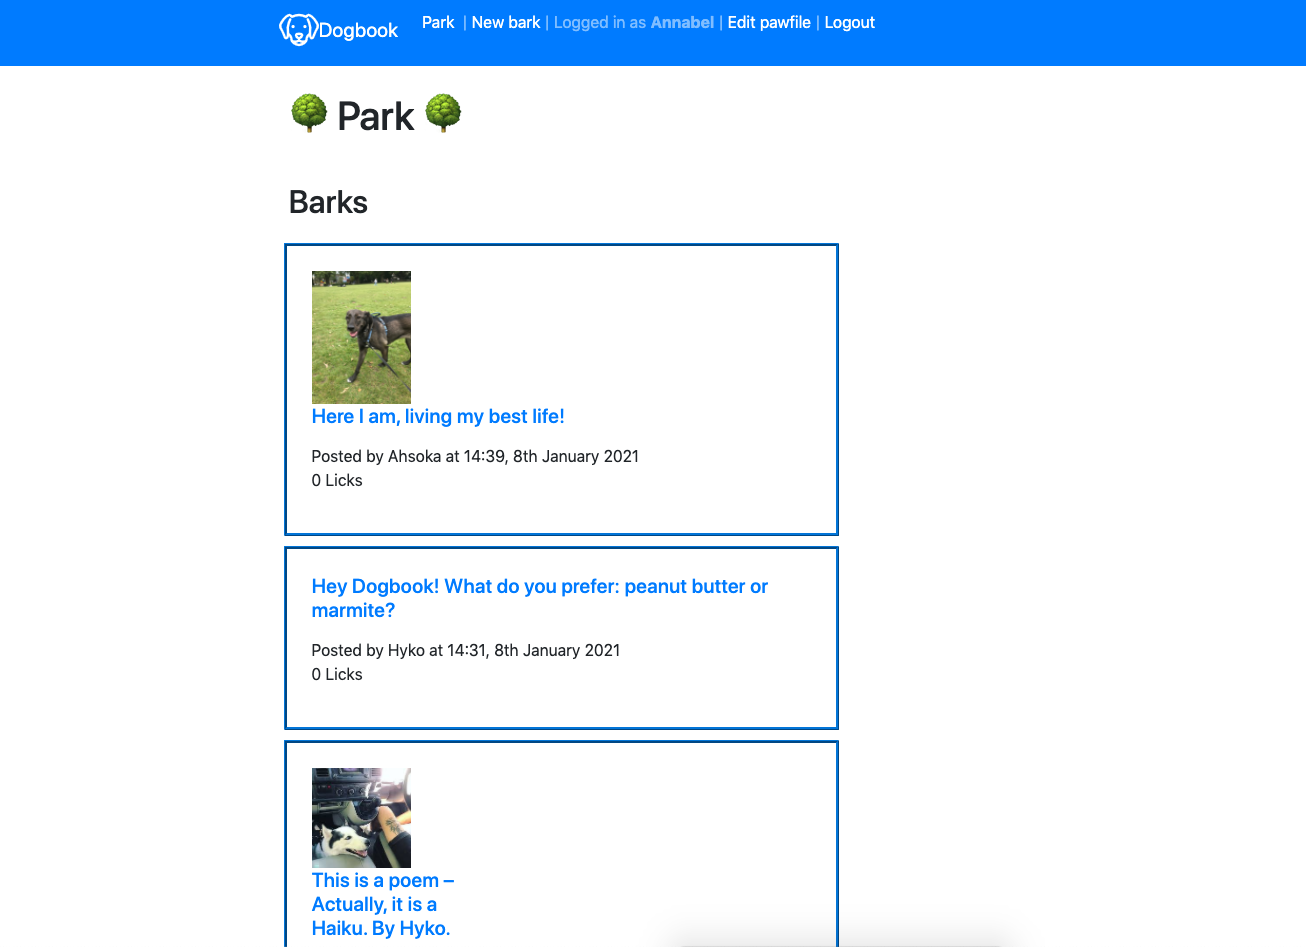 Dogbook Park | New bark | Logged in as Annabel | Edit pawfile | Logout
Park
Barks
Here I am, living my best life!
Posted by Ahsoka at 14:39, 8th January 2021
0 Licks
Hey Dogbook! What do you prefer: peanut butter or
marmite?
Posted by Hyko at 14:31, 8th January 2021
0 Licks
This is a poem –
Actually, it is a
Haiku. By Hyko.